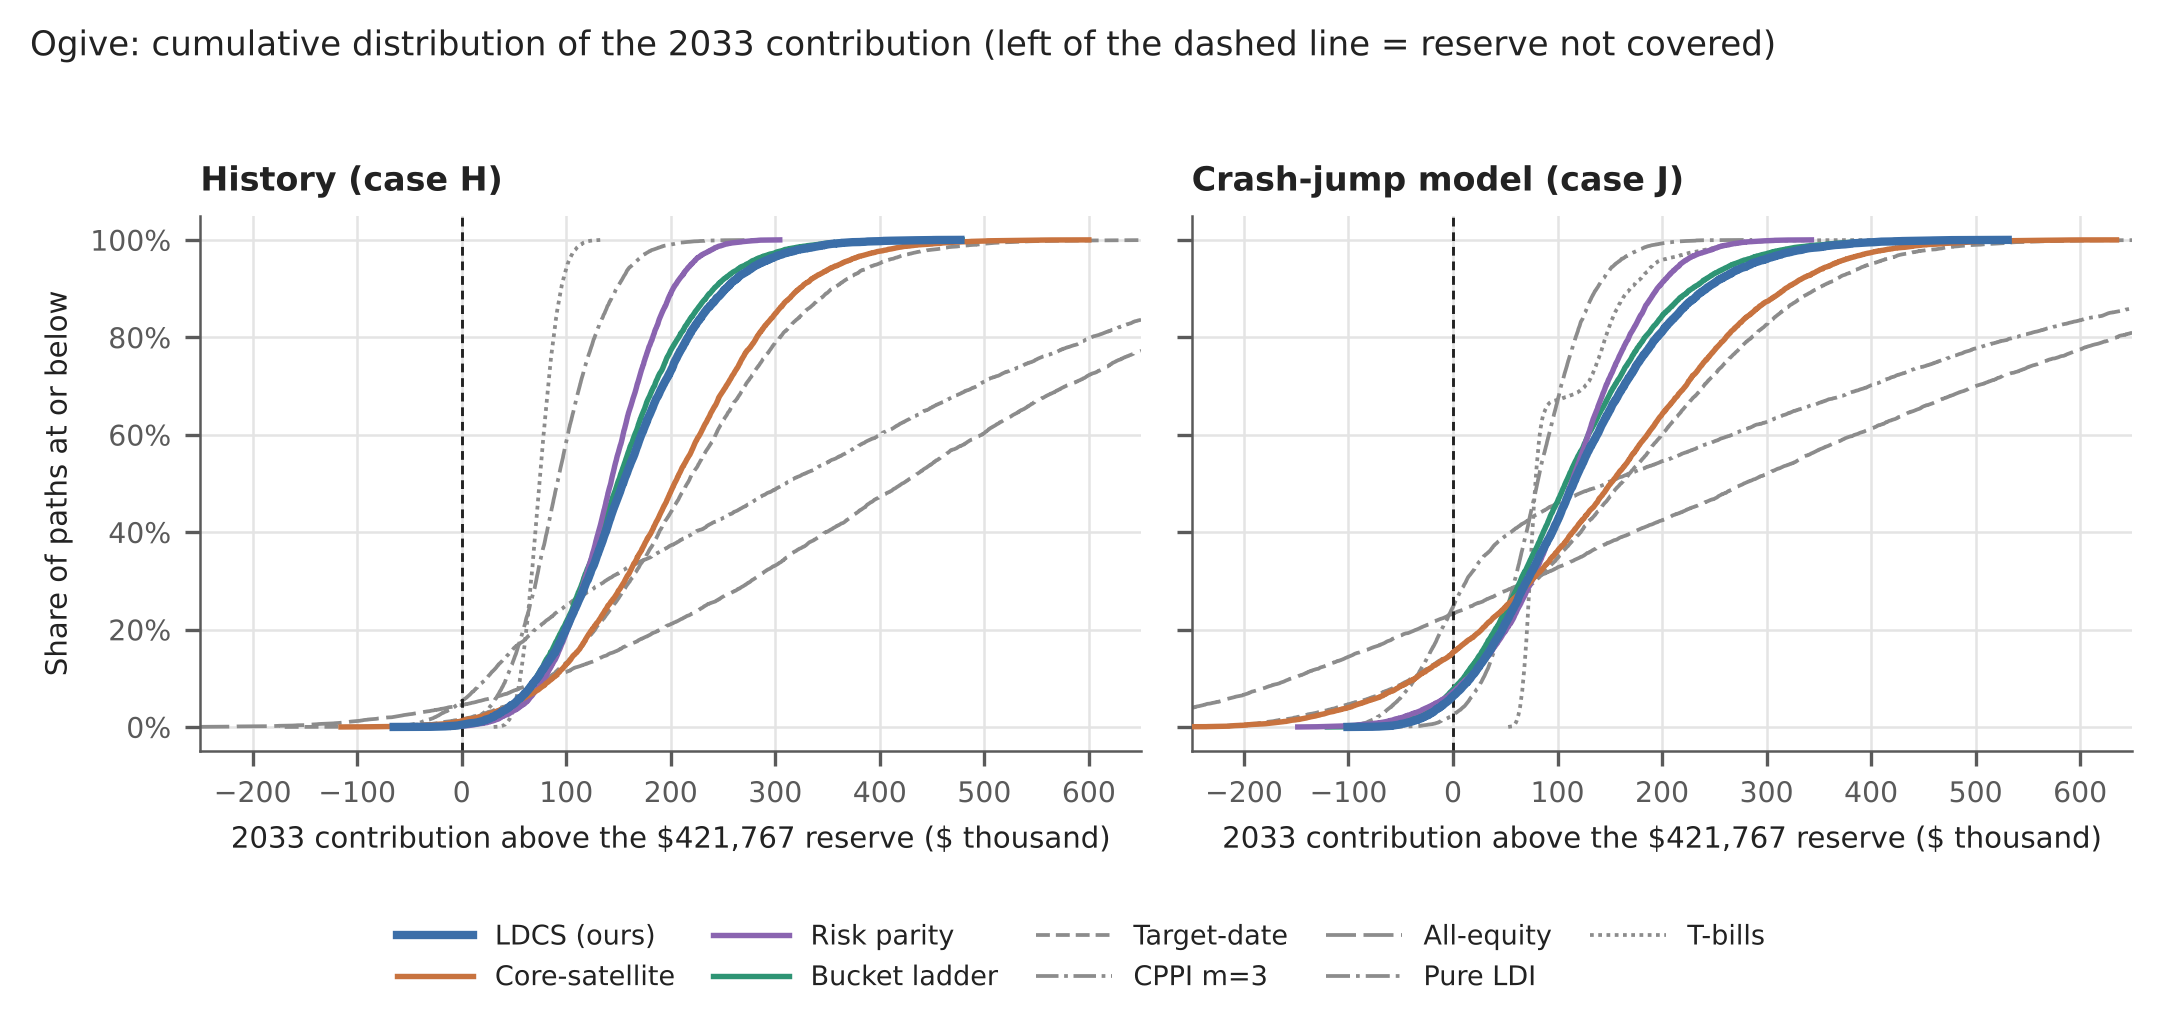 Ogive: cumulative distribution of the 2033 contribution (left of the dashed line = reserve not covered)
History (case H)
Crash-jump model (case J)
Share of paths at or below
100%
80%
60%
40%
20%
0%
−200 −100 0 100 200 300 400 500 600
−200 −100 0 100 200 300 400 500 600
2033 contribution above the $421,767 reserve ($ thousand)
2033 contribution above the $421,767 reserve ($ thousand)
LDCS (ours) Risk parity Target-date All-equity T-bills
Core-satellite Bucket ladder CPPI m=3 Pure LDI